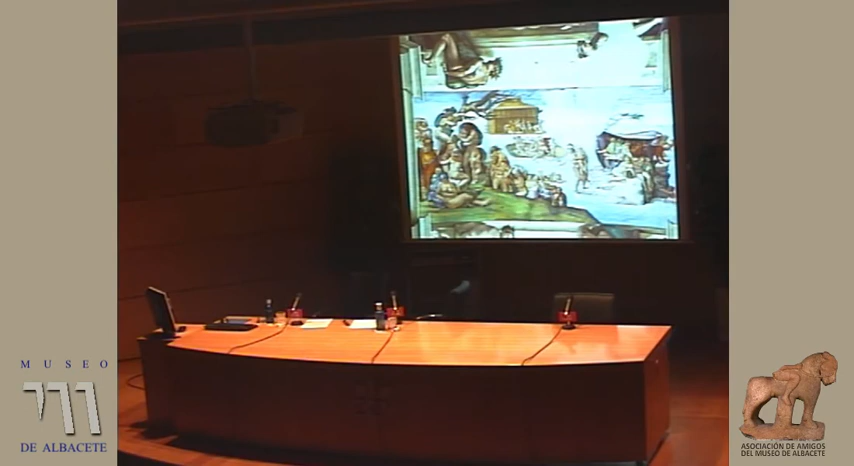 MUSEO
DE ALBACETE
ASOCIACIÓN DE AMIGOS
DEL MUSEO DE ALBACETE